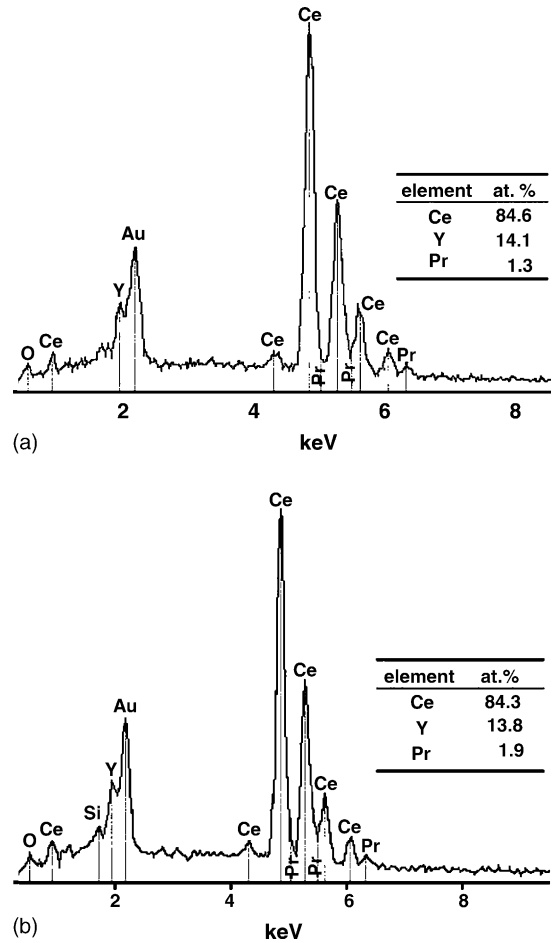 Ce
element at. %
Ce 84.6
Y 14.1
Pr 1.3
Ce
Au
Y
Ce
Ce
O
Ce
Ce
Pr
Pr
Pr
2 4 6 8
(a)
keV
Ce
element at.%
Ce 84.3
Y 13.8
Pr 1.9
Ce
Au
Y
Ce
Si
O
Ce
Ce
Ce
Pr
Pr
Pr
2 4 6 8
(b)
keV